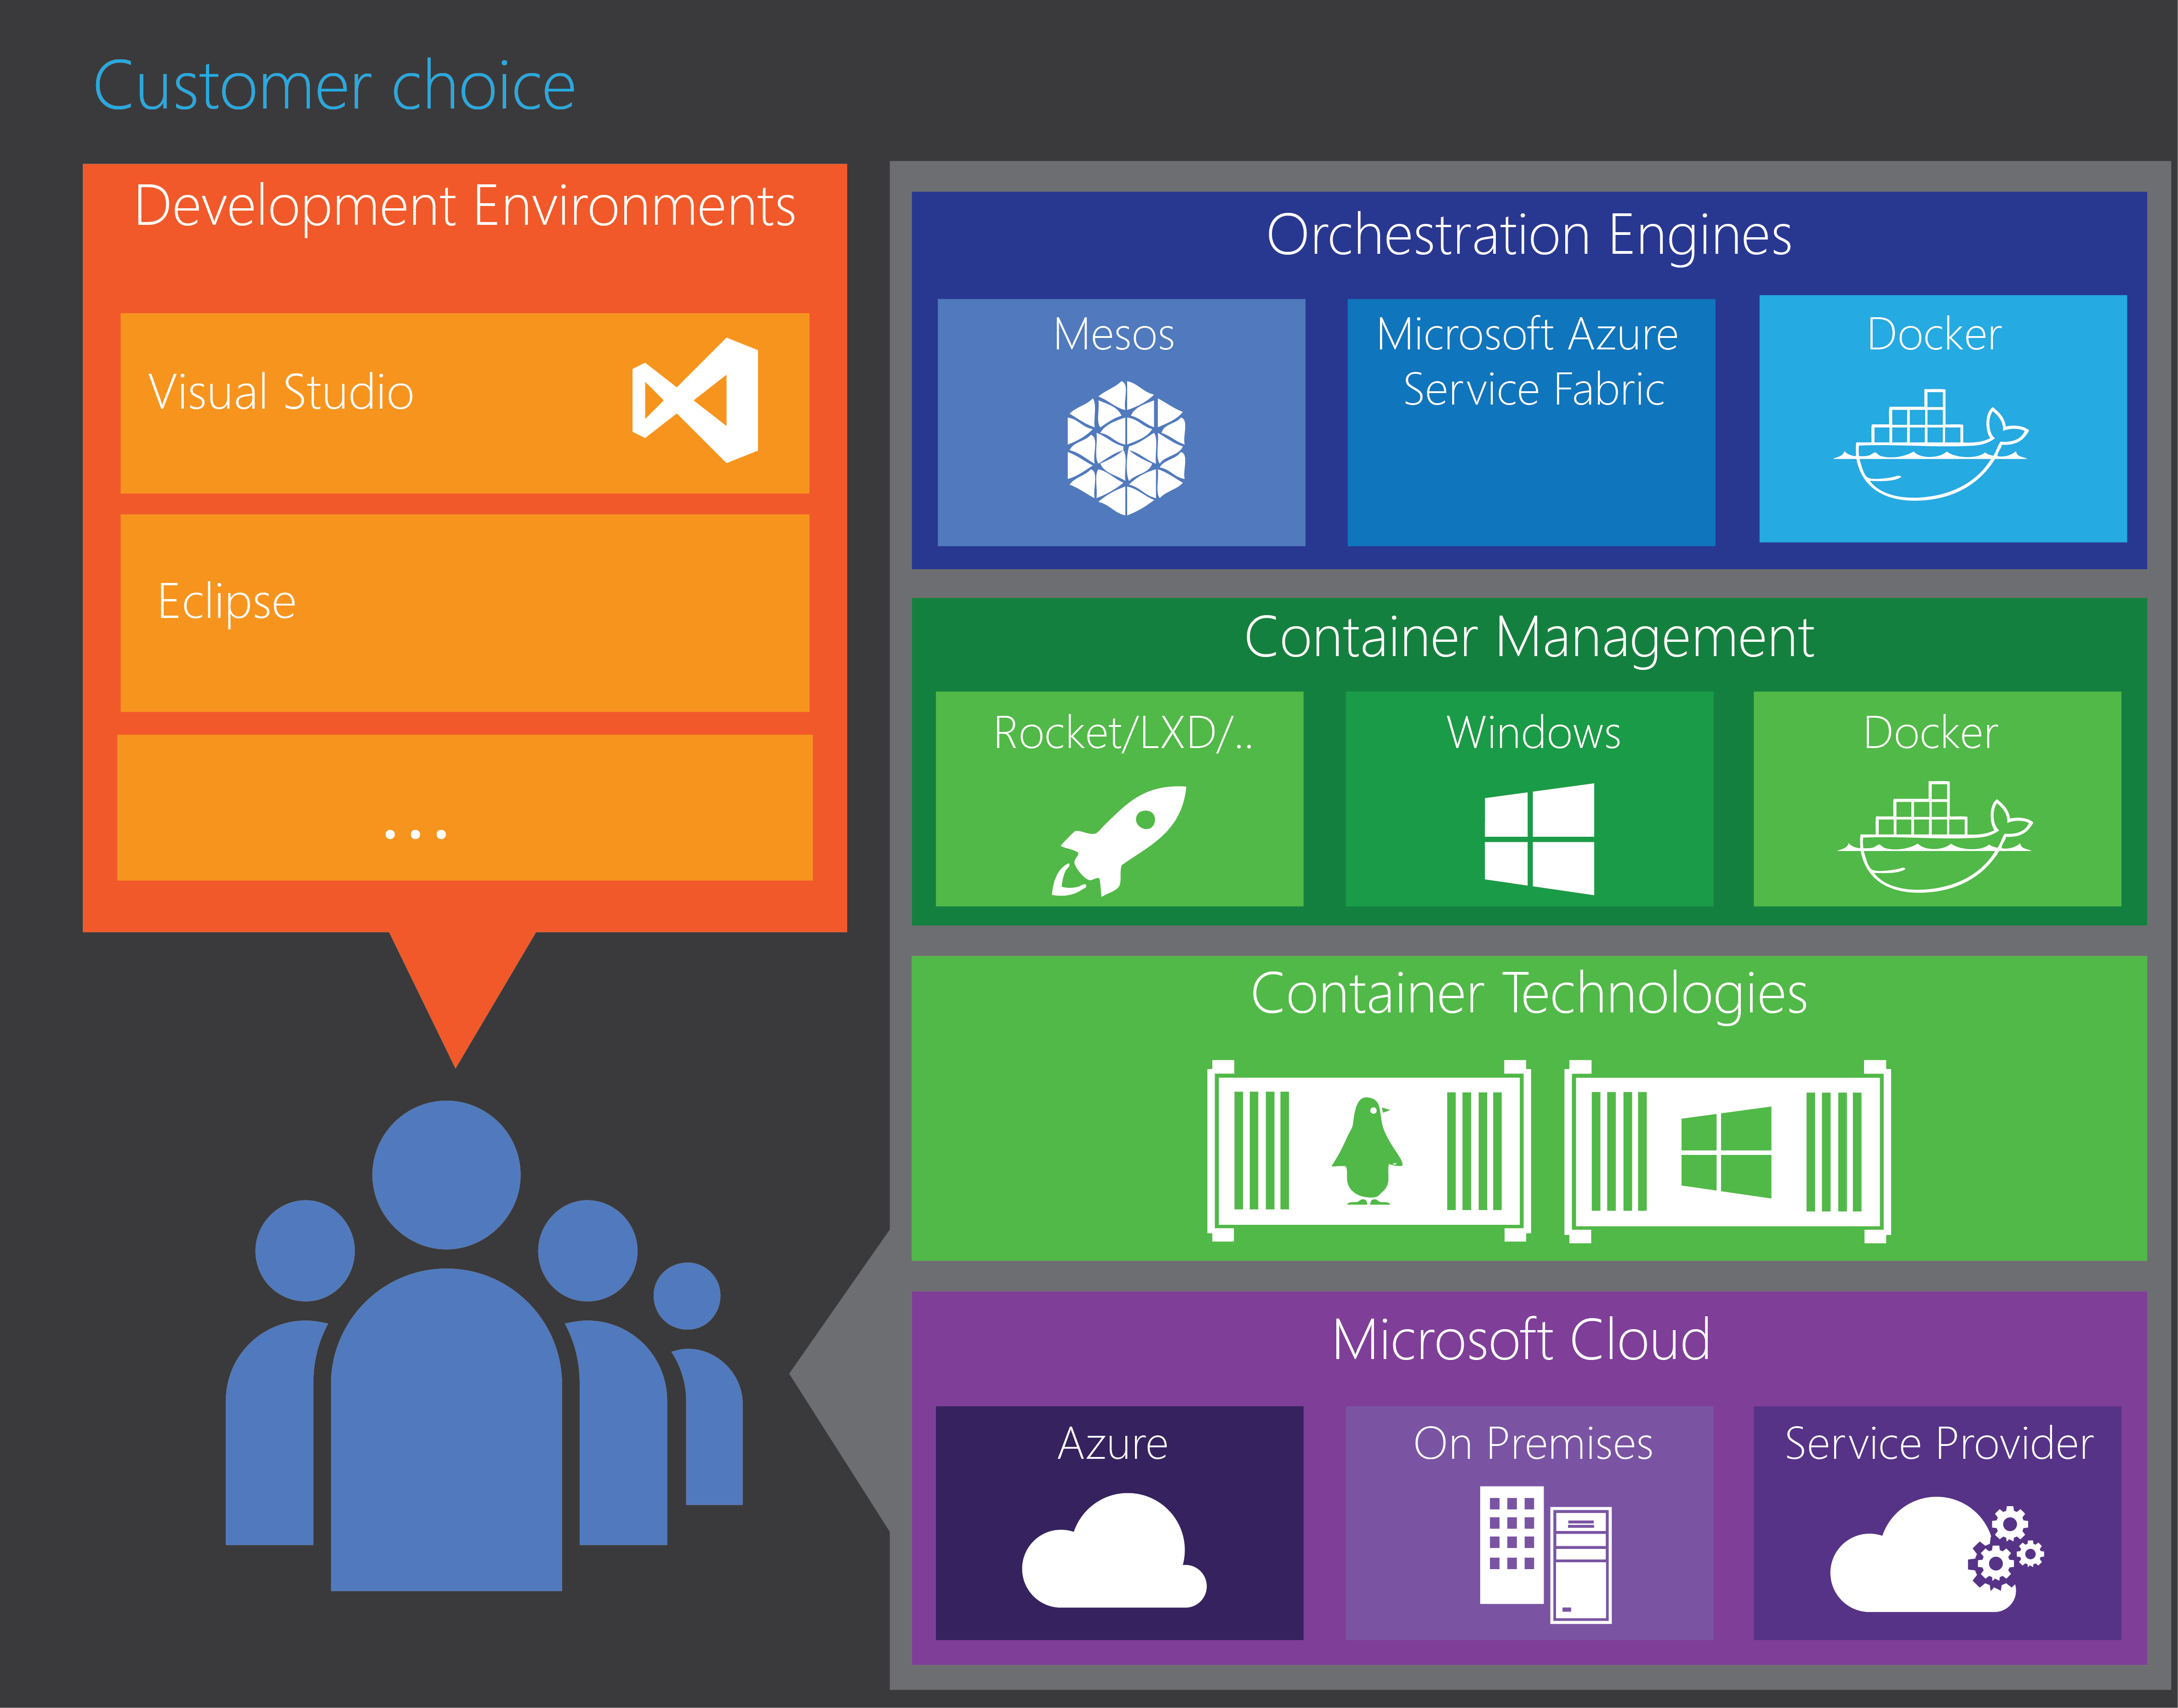 Customer choice
Development Environments
Visual Studio
Eclipse
...
Orchestration Engines
Mesos
Microsoft Azure
Service Fabric
Docker
Container Management
Rocket/LXD/..
Windows
Docker
Container Technologies
Microsoft Cloud
Azure
On Premises
Service Provider